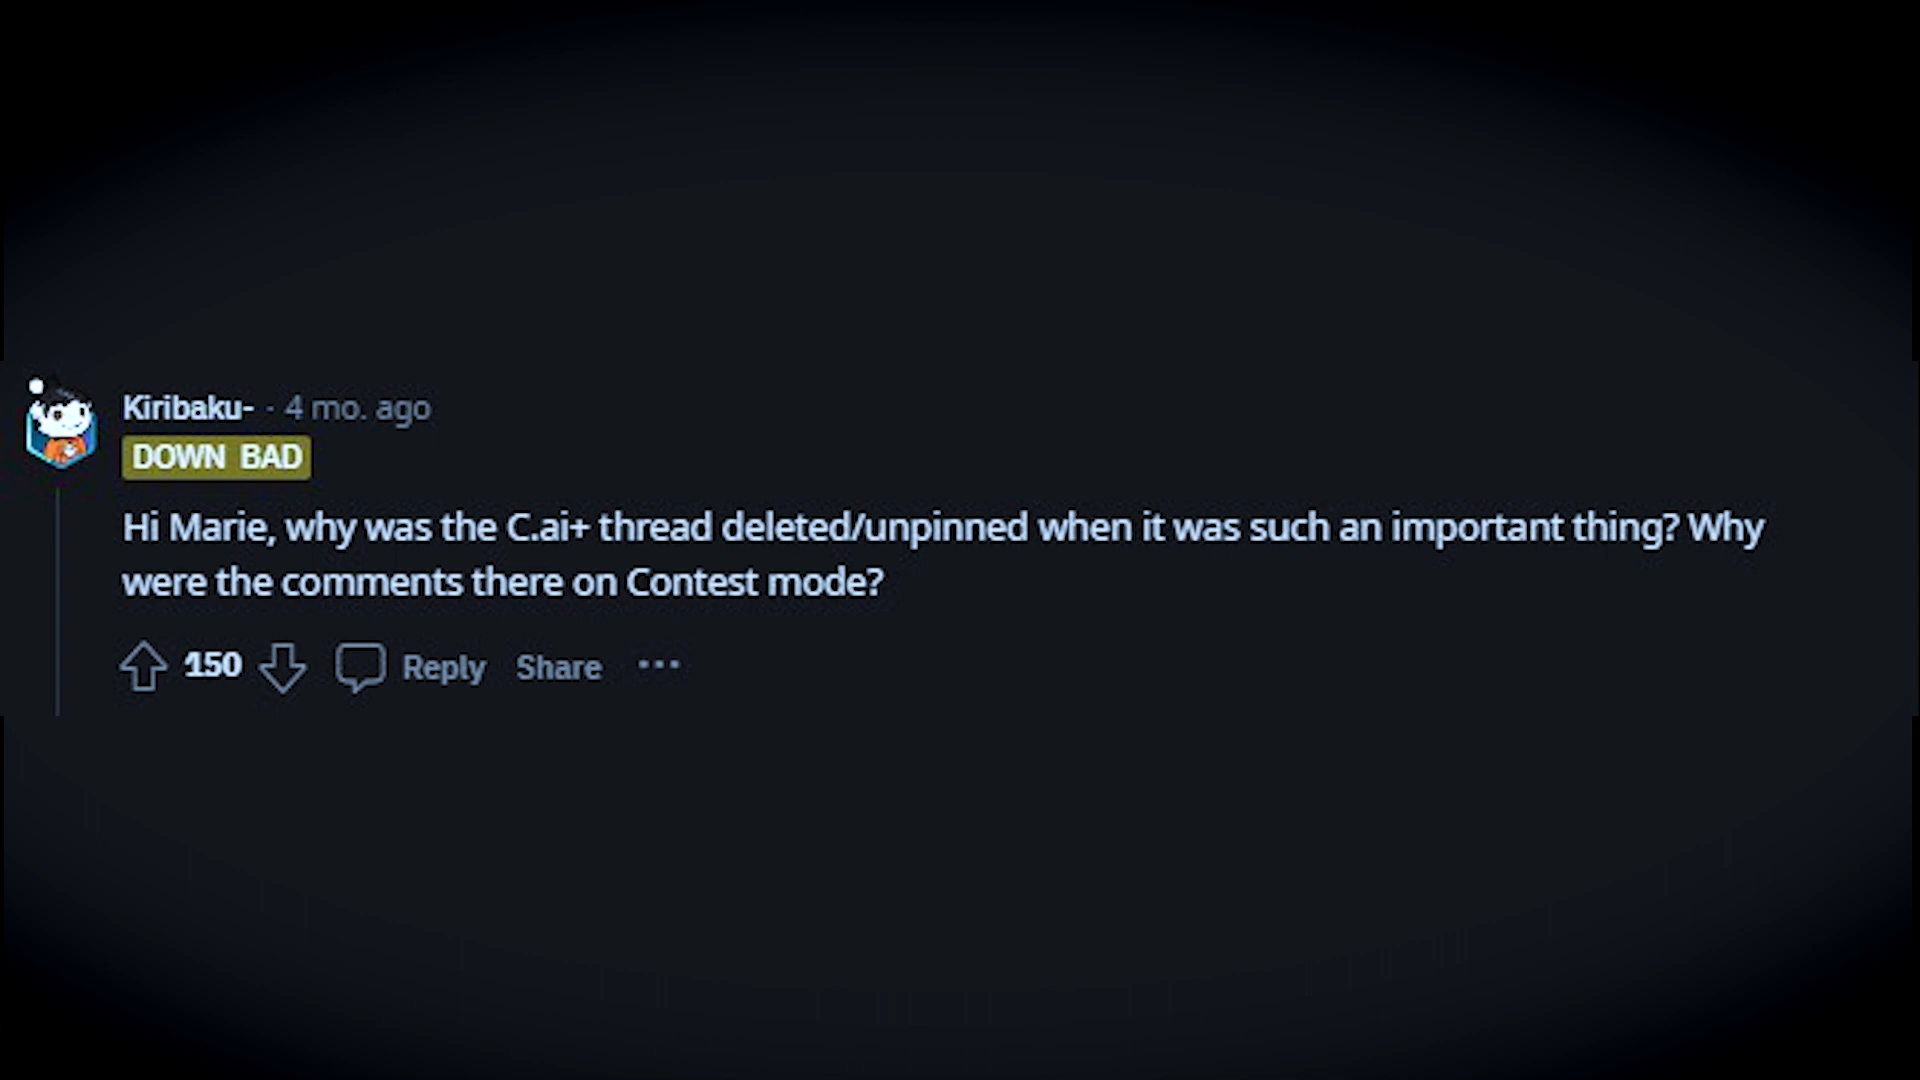 Kiribaku- · 4 mo. ago
DOWN BAD
Hi Marie, why was the C.ai+ thread deleted/unpinned when it was such an important thing? Why
were the comments there on Contest mode?
150 Reply Share ...